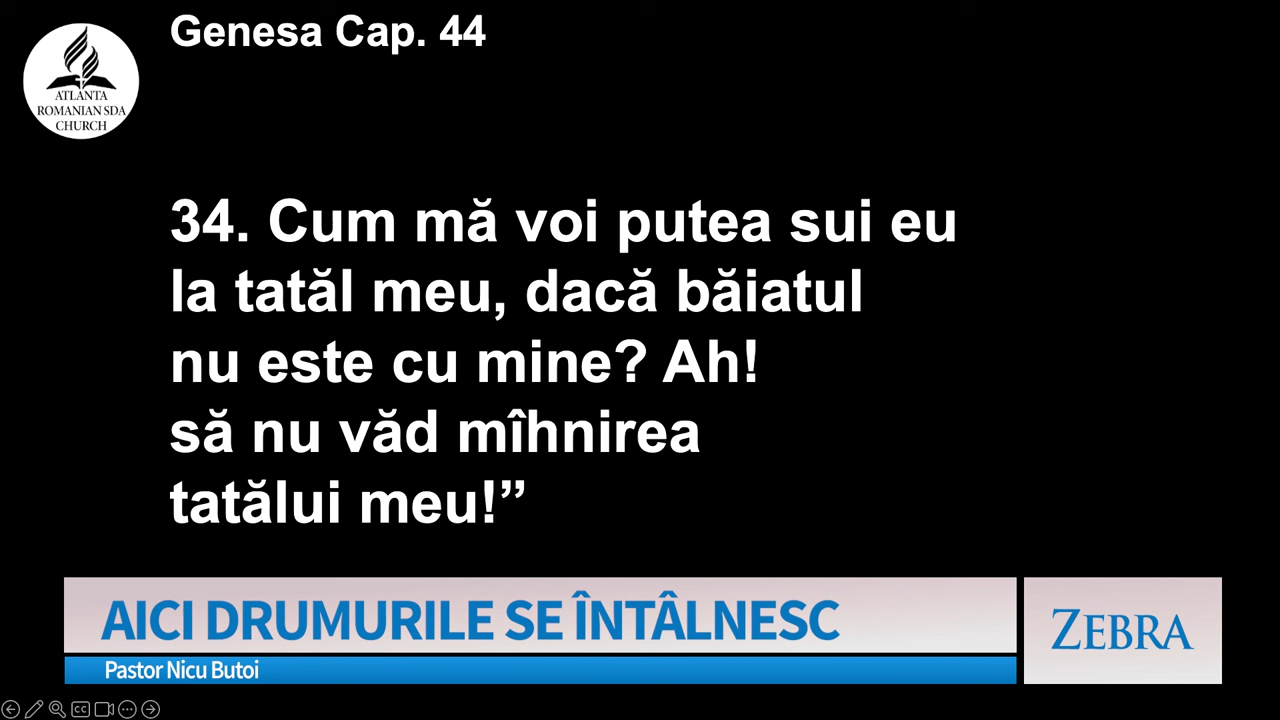 Genesa Cap. 44
ATLANTA
ROMANIAN SDA
CHURCH
34. Cum mă voi putea sui eu
la tatăl meu, dacă băiatul
nu este cu mine? Ah!
să nu văd mîhnirea
tatălui meu!”
AICI DRUMURILE SE ÎNTÂLNESC
Pastor Nicu Butoi
ZEBRA
CC